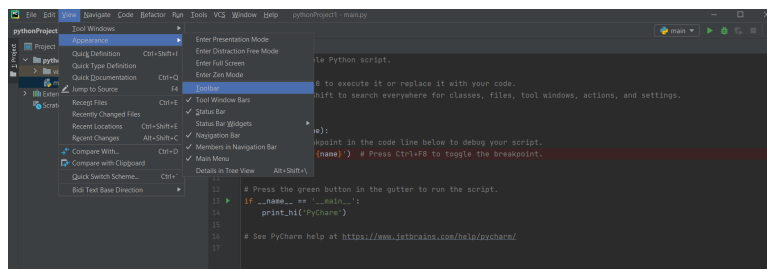 File Edit View Navigate Code Refactor Run Tools VCS Window Help pythonProject1 - main.py
pythonProject
main
Project
Tool Windows
Appearance
Quick Definition Ctrl+Shift+I
Quick Type Definition
Quick Documentation Ctrl+Q
Jump to Source F4
Recent Files Ctrl+E
Recently Changed Files
Recent Locations Ctrl+Shift+E
Recent Changes Alt+Shift+C
Compare With... Ctrl+D
Compare with Clipboard
Quick Switch Scheme... Ctrl+`
Bidi Text Base Direction
Enter Presentation Mode
Enter Distraction Free Mode
Enter Full Screen
Enter Zen Mode
Toolbar
Tool Window Bars
Status Bar
Status Bar Widgets
Navigation Bar
Members in Navigation Bar
Main Menu
Details in Tree View Alt+Shift+\
Project
pyth
vi
m
Exter
Scrat
le Python script.
to execute it or replace it with your code.
hift to search everywhere for classes, files, tool windows, actions, and settings.
e):
akpoint in the code line below to debug your script.
{name}') # Press Ctrl+F8 to toggle the breakpoint.
11
12 # Press the green button in the gutter to run the script.
13 if __name__ == '__main__':
14 print_hi('PyCharm')
15
16 # See PyCharm help at https://www.jetbrains.com/help/pycharm/
17